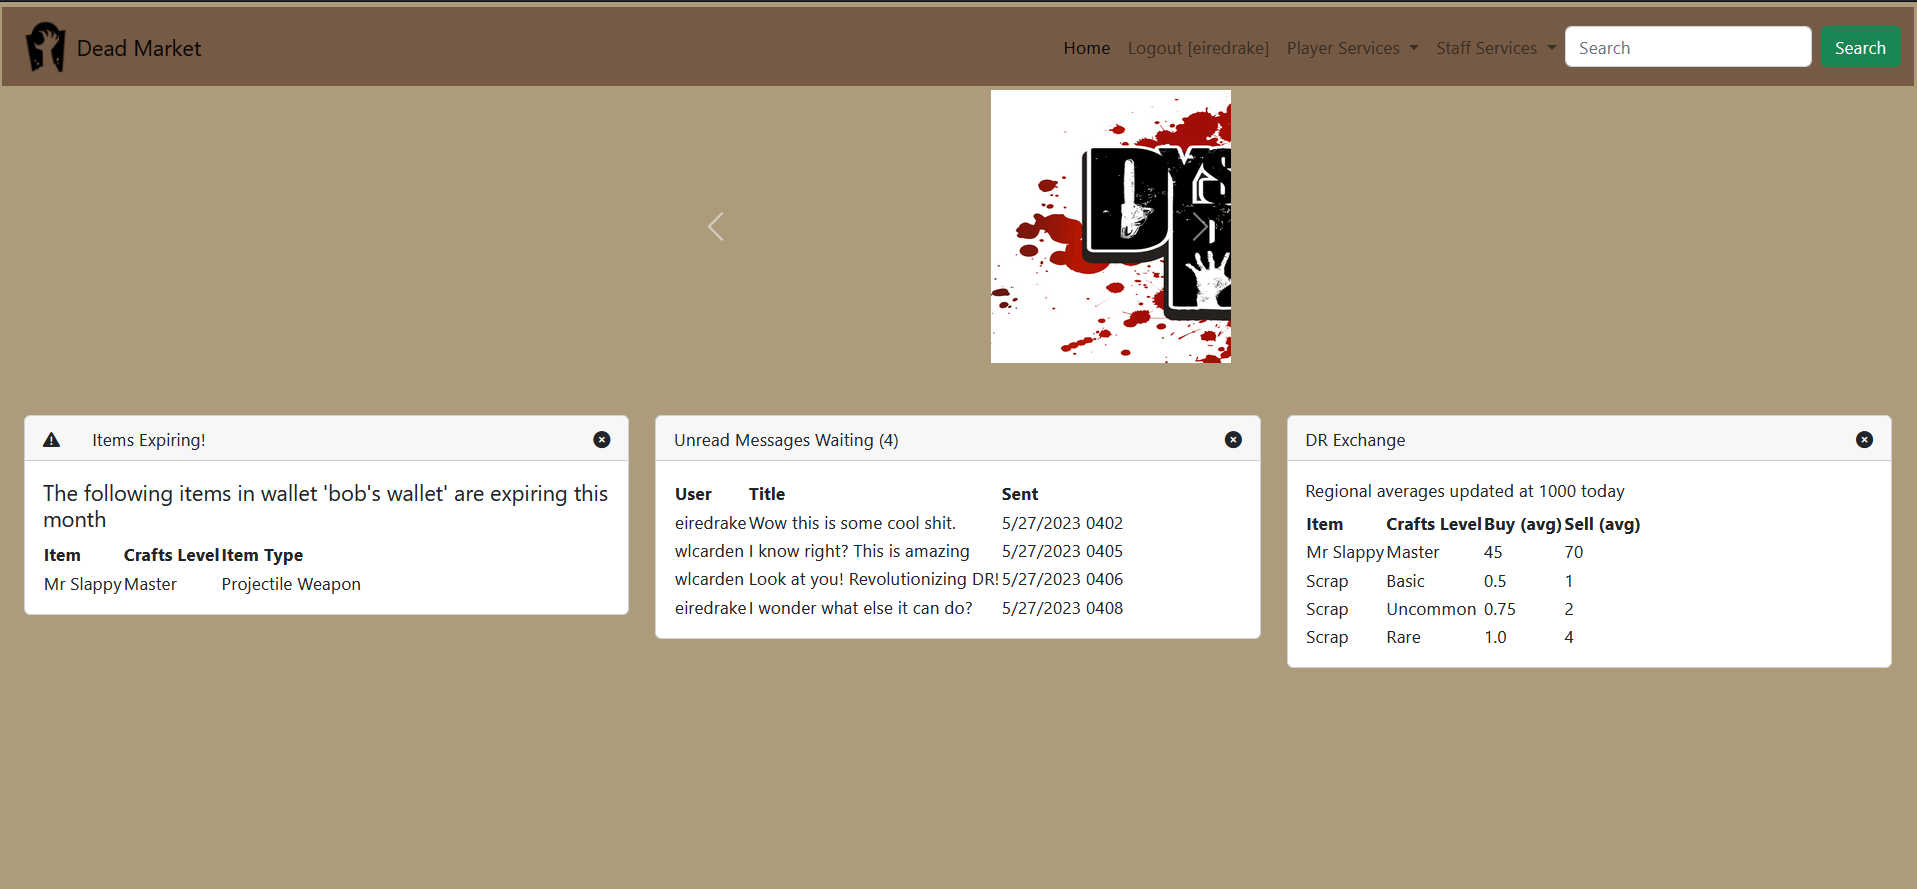 Dead Market
Home Logout [eiredrake] Player Services Staff Services Search Search
DYS
Items Expiring!
The following items in wallet 'bob's wallet' are expiring this
month
Item Crafts Level Item Type
Mr Slappy Master Projectile Weapon
Unread Messages Waiting (4)
User Title Sent
eiredrake Wow this is some cool shit. 5/27/2023 0402
wlcarden I know right? This is amazing 5/27/2023 0405
wlcarden Look at you! Revolutionizing DR! 5/27/2023 0406
eiredrake I wonder what else it can do? 5/27/2023 0408
DR Exchange
Regional averages updated at 1000 today
Item Crafts Level Buy (avg) Sell (avg)
Mr Slappy Master 45 70
Scrap Basic 0.5 1
Scrap Uncommon 0.75 2
Scrap Rare 1.0 4